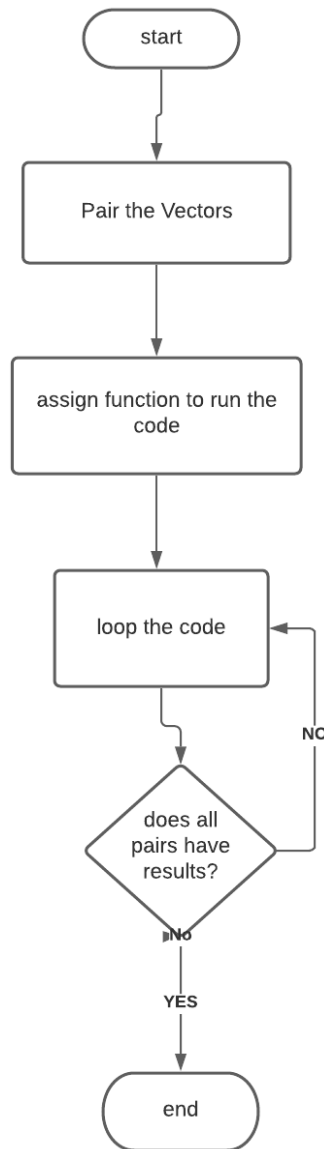 start
Pair the Vectors
assign function to run the
code
loop the code
NO
does all
pairs have
results?
No
YES
end